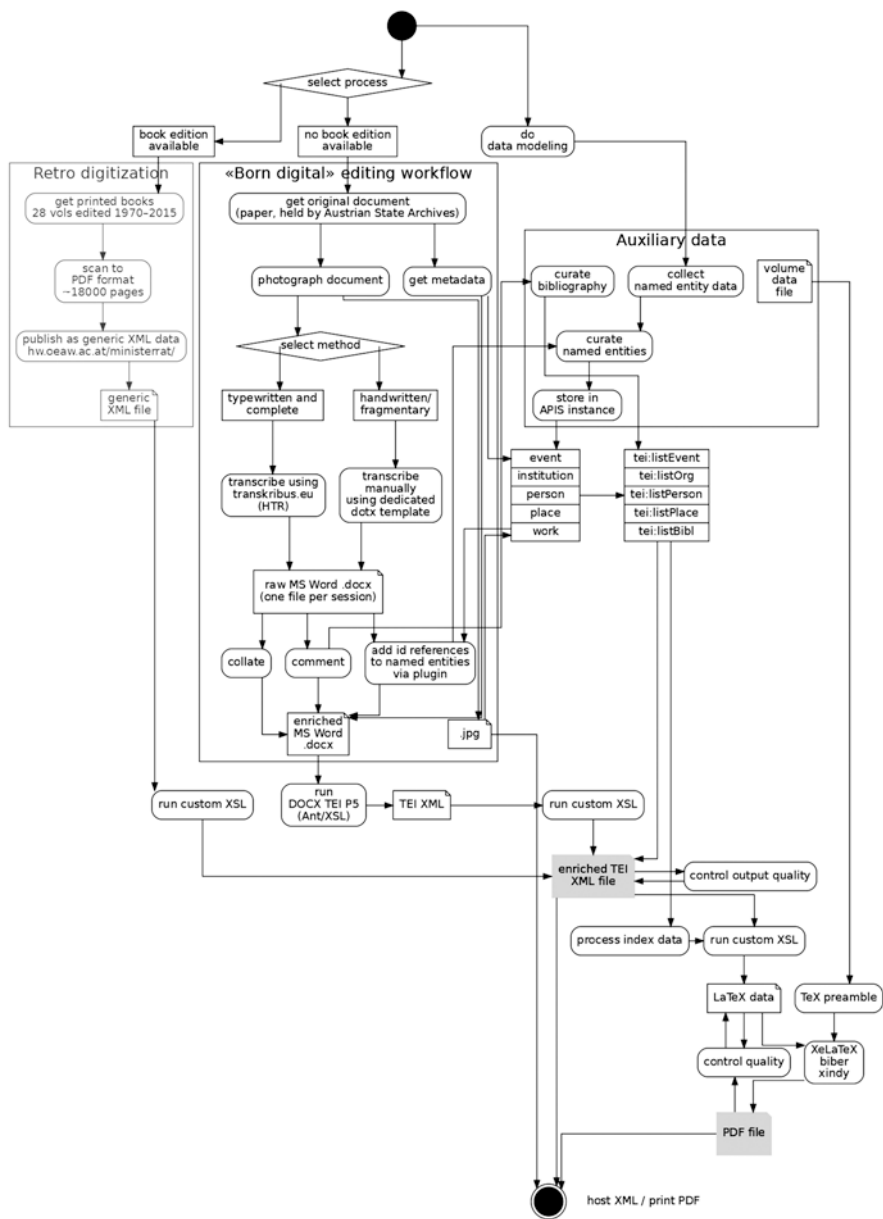 select process
book edition
available
no book edition
available
do
data modeling
Retro digitization
get printed books
28 vols edited 1970–2015
scan to
PDF format
~18000 pages
publish as generic XML data
hw.oeaw.ac.at/ministerrat/
generic
XML file
«Born digital» editing workflow
get original document
(paper, held by Austrian State Archives)
photograph document
get metadata
select method
typewritten and
complete
handwritten/
fragmentary
transcribe using
transkribus.eu
(HTR)
transcribe
manually
using dedicated
dotx template
raw MS Word .docx
(one file per session)
collate
comment
add id references
to named entities
via plugin
enriched
MS Word
.docx
.jpg
Auxiliary data
curate
bibliography
collect
named entity data
volume
data
file
curate
named entities
store in
APIS instance
event
institution
person
place
work
tei:listEvent
tei:listOrg
tei:listPerson
tei:listPlace
tei:listBibl
run custom XSL
run
DOCX TEI P5
(Ant/XSL)
TEI XML
run custom XSL
enriched TEI
XML file
control output quality
process index data
run custom XSL
LaTeX data
TeX preamble
control quality
XeLaTeX
biber
xindy
PDF file
host XML / print PDF